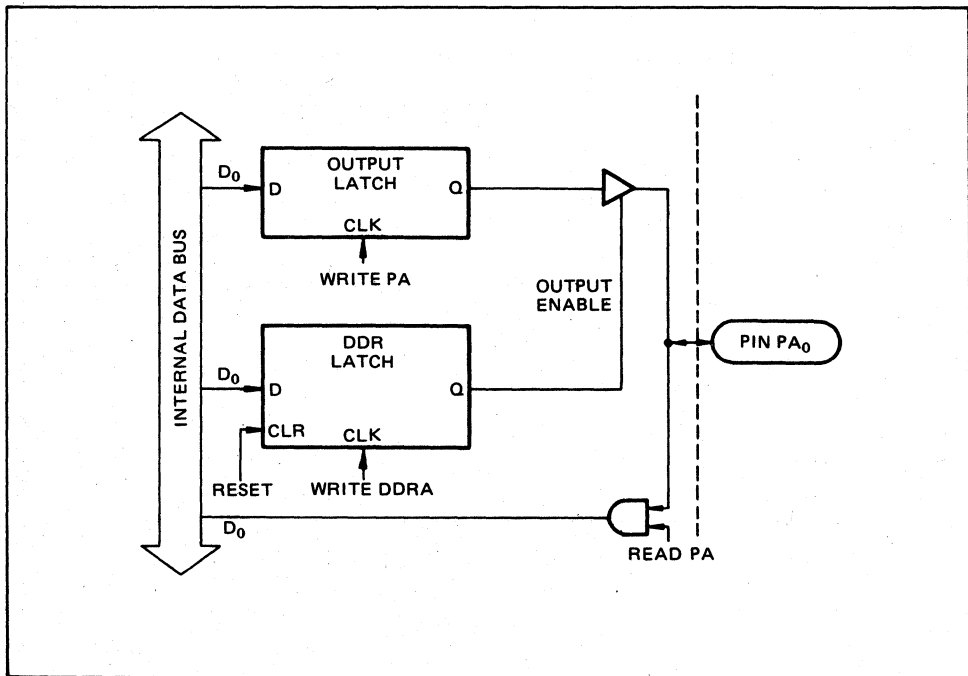 INTERNAL DATA BUS
D₀
D
OUTPUT
LATCH
Q
CLK
WRITE PA
OUTPUT
ENABLE
PIN PA₀
D₀
D
DDR
LATCH
Q
CLR
CLK
RESET
WRITE DDRA
D₀
READ PA